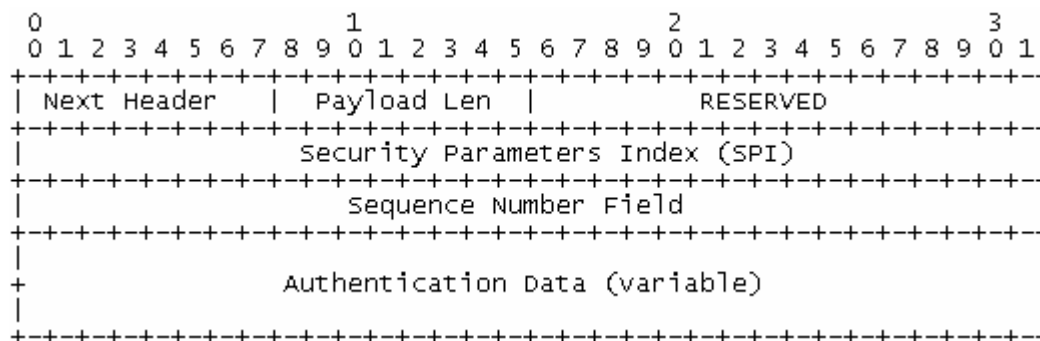 0 1 2 3
0 1 2 3 4 5 6 7 8 9 0 1 2 3 4 5 6 7 8 9 0 1 2 3 4 5 6 7 8 9 0 1
+-+-+-+-+-+-+-+-+-+-+-+-+-+-+-+-+-+-+-+-+-+-+-+-+-+-+-+-+-+-+-+--
| Next Header | Payload Len | RESERVED
+-+-+-+-+-+-+-+-+-+-+-+-+-+-+-+-+-+-+-+-+-+-+-+-+-+-+-+-+-+-+-+--
| Security Parameters Index (SPI)
+-+-+-+-+-+-+-+-+-+-+-+-+-+-+-+-+-+-+-+-+-+-+-+-+-+-+-+-+-+-+-+--
| Sequence Number Field
+-+-+-+-+-+-+-+-+-+-+-+-+-+-+-+-+-+-+-+-+-+-+-+-+-+-+-+-+-+-+-+--
|
+ Authentication Data (variable)
|
+-+-+-+-+-+-+-+-+-+-+-+-+-+-+-+-+-+-+-+-+-+-+-+-+-+-+-+-+-+-+-+--